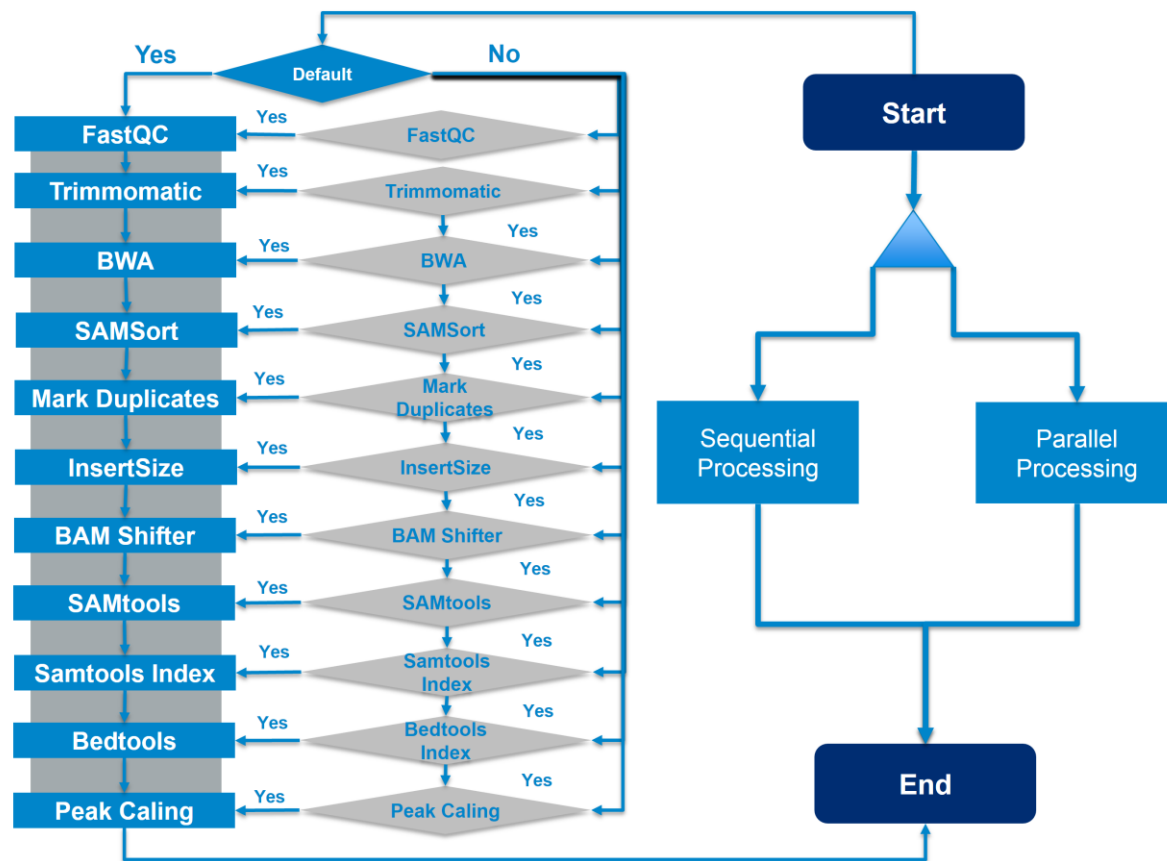 Yes
No
Default
Start
FastQC
Yes
FastQC
Trimmomatic
Yes
Trimmomatic
Yes
BWA
Yes
BWA
Yes
SAMSort
Yes
SAMSort
Yes
Mark Duplicates
Yes
Mark
Duplicates
Yes
InsertSize
Yes
InsertSize
Yes
BAM Shifter
Yes
BAM Shifter
Yes
SAMtools
Yes
SAMtools
Yes
Samtools Index
Yes
Samtools
Index
Yes
Bedtools
Yes
Bedtools
Index
Yes
Peak Caling
Yes
Peak Caling
Sequential
Processing
Parallel
Processing
End